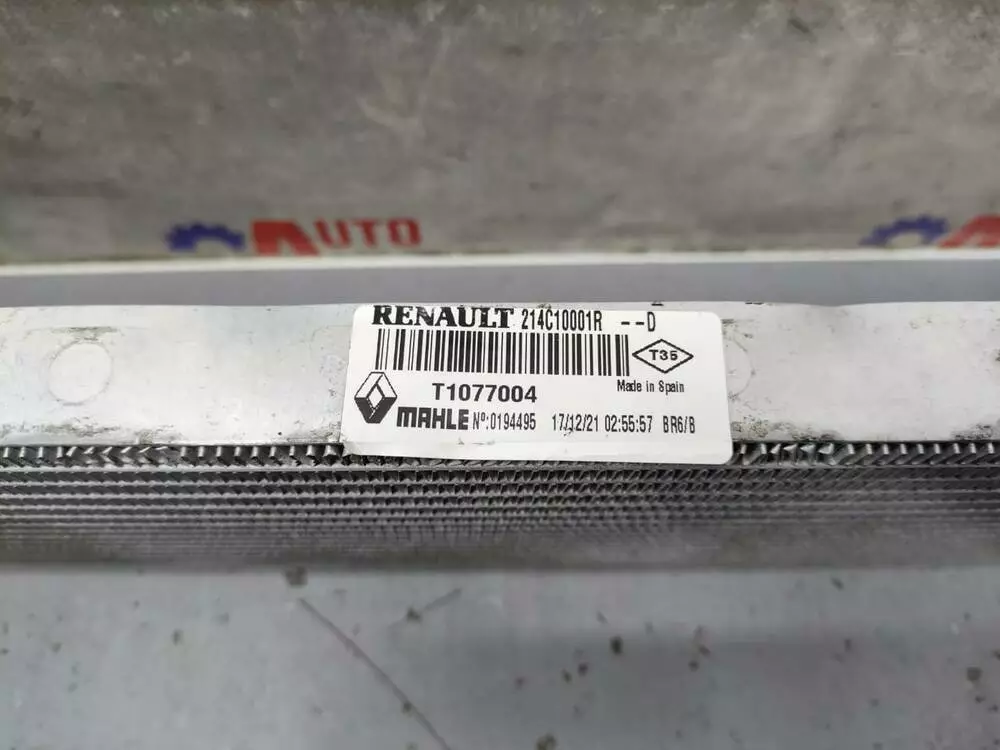 AUTO
RENAULT 214C10001R --D
T35
T1077004
Made in Spain
MAHLE Nº:0194495 17/12/21 02:55:57 BR6/B